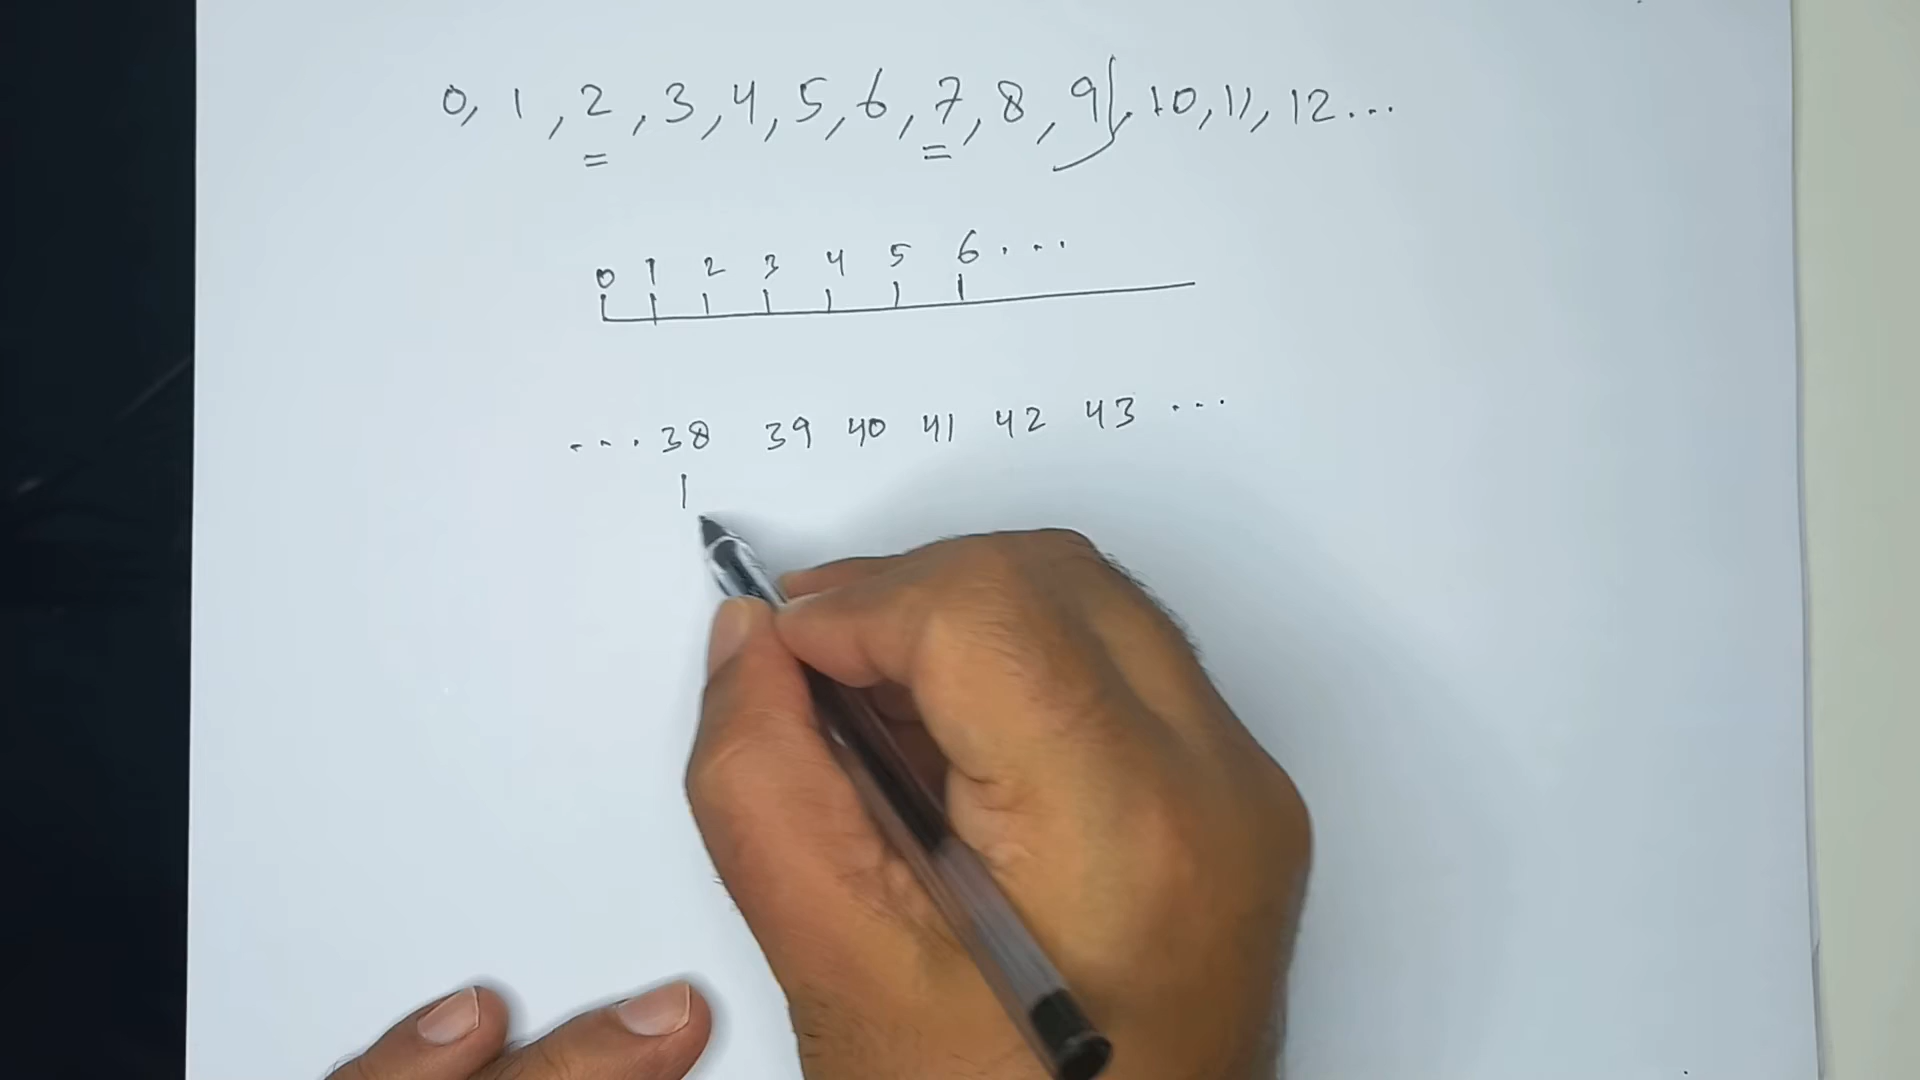 0, 1, 2, 3, 4, 5, 6, 7, 8, 9, 10, 11, 12...
0 1 2 3 4 5 6...
...38 39 40 41 42 43...